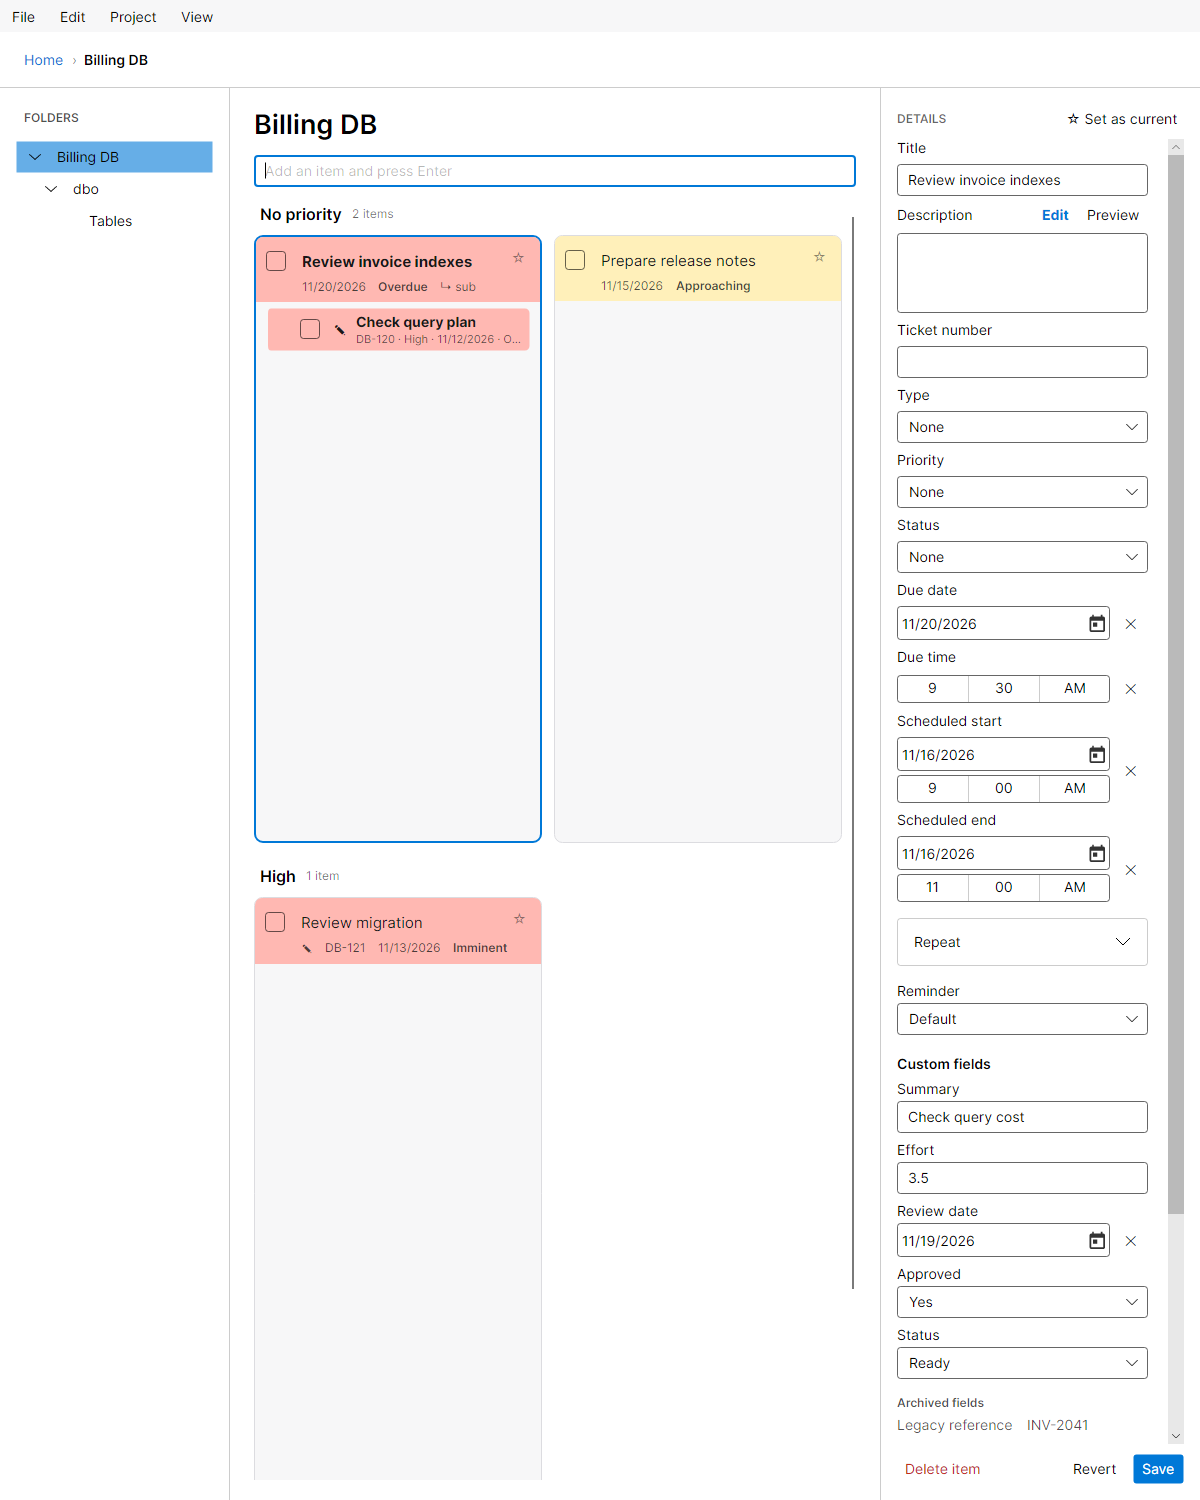 File Edit Project View
Home › Billing DB
FOLDERS
Billing DB
dbo
Tables
Billing DB
Add an item and press Enter
No priority 2 items
Review invoice indexes
11/20/2026 Overdue sub
Check query plan
DB-120 · High · 11/12/2026 · O...
Prepare release notes
11/15/2026 Approaching
High 1 item
Review migration
DB-121 11/13/2026 Imminent
DETAILS
Set as current
Title
Review invoice indexes
Description Edit Preview
Ticket number
Type
None
Priority
None
Status
None
Due date
11/20/2026
Due time
9 30 AM
Scheduled start
11/16/2026
9 00 AM
Scheduled end
11/16/2026
11 00 AM
Repeat
Reminder
Default
Custom fields
Summary
Check query cost
Effort
3.5
Review date
11/19/2026
Approved
Yes
Status
Ready
Archived fields
Legacy reference INV-2041
Delete item Revert Save